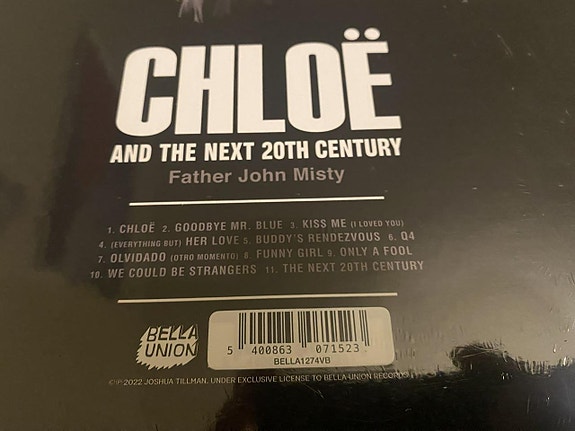 CHLOË
AND THE NEXT 20TH CENTURY
Father John Misty
1. CHLOË 2. GOODBYE MR. BLUE 3. KISS ME (I LOVED YOU)
4. (EVERYTHING BUT) HER LOVE 5. BUDDY'S RENDEZVOUS 6. Q4
7. OLVIDADO (OTRO MOMENTO) 8. FUNNY GIRL 9. ONLY A FOOL
10. WE COULD BE STRANGERS 11. THE NEXT 20TH CENTURY
BELLA
UNION
5 400863 071523
BELLA1274VB
©℗ 2022 JOSHUA TILLMAN, UNDER EXCLUSIVE LICENSE TO BELLA UNION RECORDS